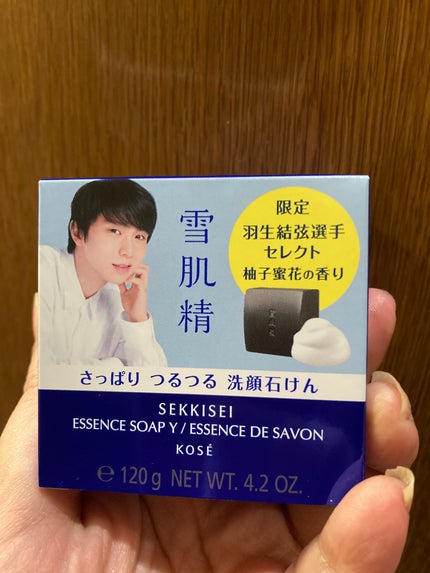 雪肌精
限定
羽生結弦選手
セレクト
柚子蜜花の香り
さっぱり つるつる 洗顔石けん
SEKKISEI
ESSENCE SOAP Y / ESSENCE DE SAVON
KOSÉ
℮ 120g NET WT. 4.2 OZ.